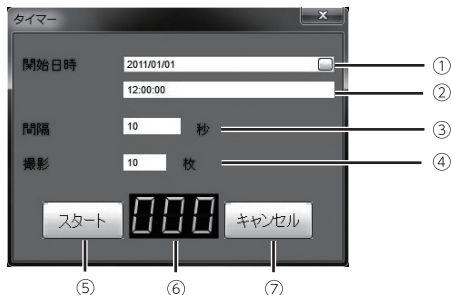 タイマー
開始日時 2011/01/01 ①
12:00:00 ②
間隔 10 秒 ③
撮影 10 枚 ④
スタート 000 キャンセル
⑤ ⑥ ⑦